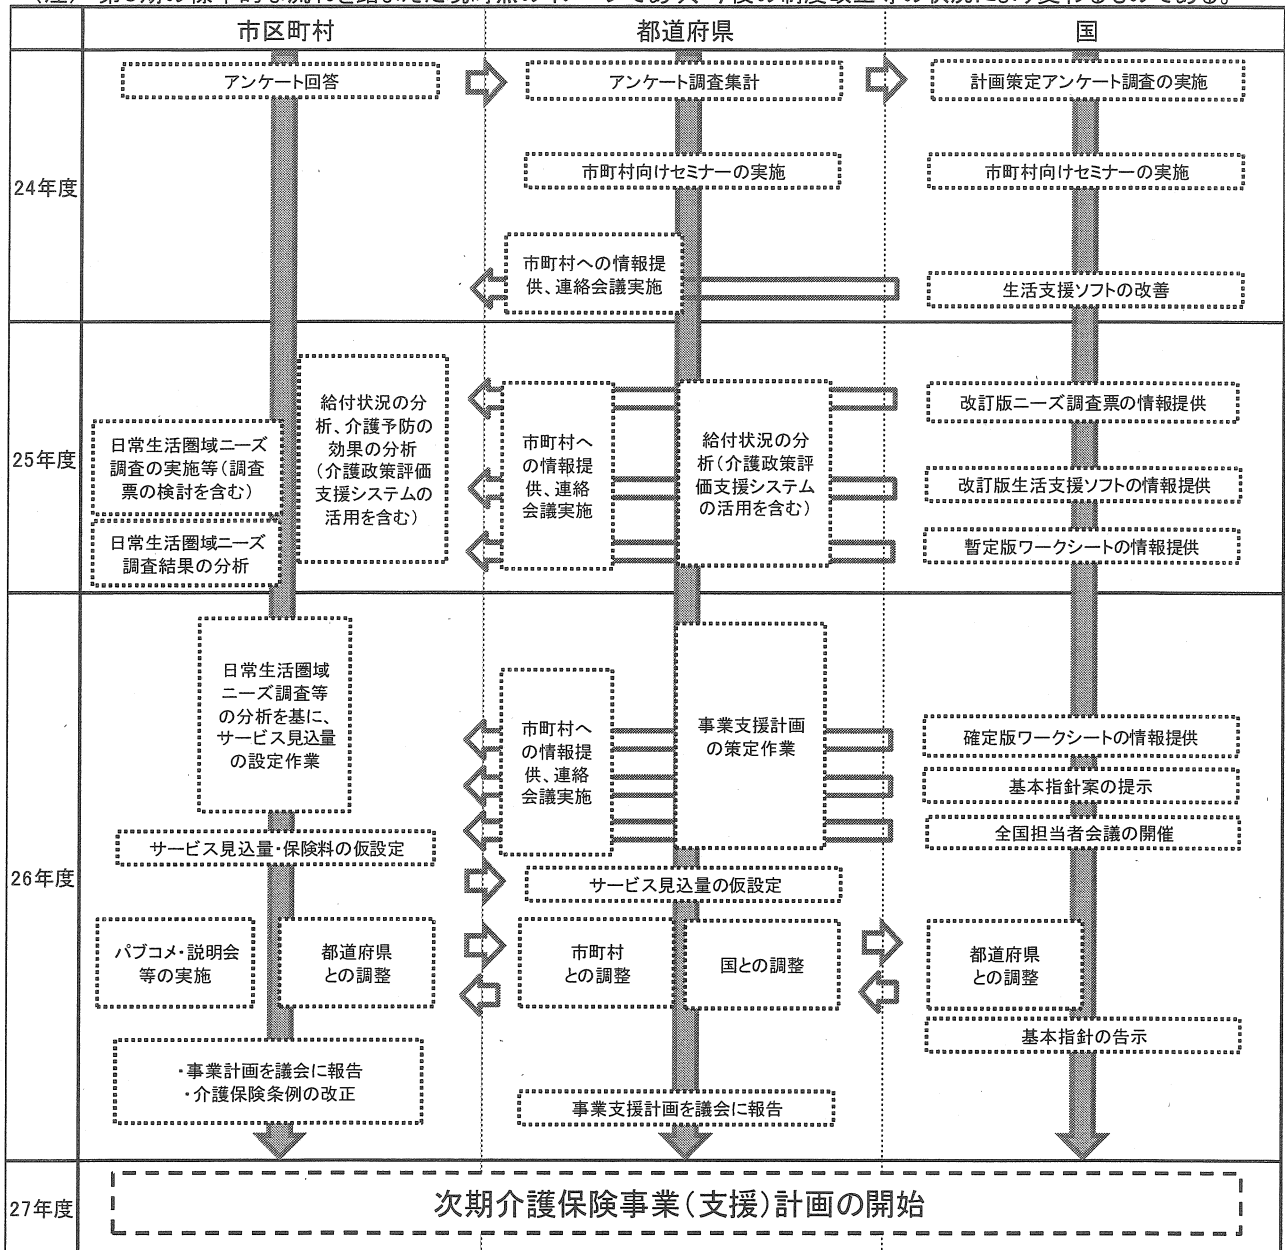 市区町村
都道府県
国
24年度
アンケート回答
アンケート調査集計
計画策定アンケート調査の実施
市町村向けセミナーの実施
市町村向けセミナーの実施
市町村への情報提
供、連絡会議実施
生活支援ソフトの改善
25年度
日常生活圏域ニーズ
調査の実施等(調査
票の検討を含む)
日常生活圏域ニーズ
調査結果の分析
給付状況の分
析、介護予防の
効果の分析
(介護政策評価
支援システムの
活用を含む)
市町村へ
の情報提
供、連絡
会議実施
給付状況の分
析(介護政策評
価支援システム
の活用を含む)
改訂版ニーズ調査票の情報提供
改訂版生活支援ソフトの情報提供
暫定版ワークシートの情報提供
26年度
日常生活圏域
ニーズ調査等
の分析を基に、
サービス見込量
の設定作業
市町村へ
の情報提
供、連絡
会議実施
事業支援計画
の策定作業
確定版ワークシートの情報提供
基本指針案の提示
全国担当者会議の開催
サービス見込量・保険料の仮設定
サービス見込量の仮設定
パブコメ・説明会
等の実施
都道府県
との調整
市町村
との調整
国との調整
都道府県
との調整
基本指針の告示
・事業計画を議会に報告
・介護保険条例の改正
事業支援計画を議会に報告
27年度
次期介護保険事業(支援)計画の開始